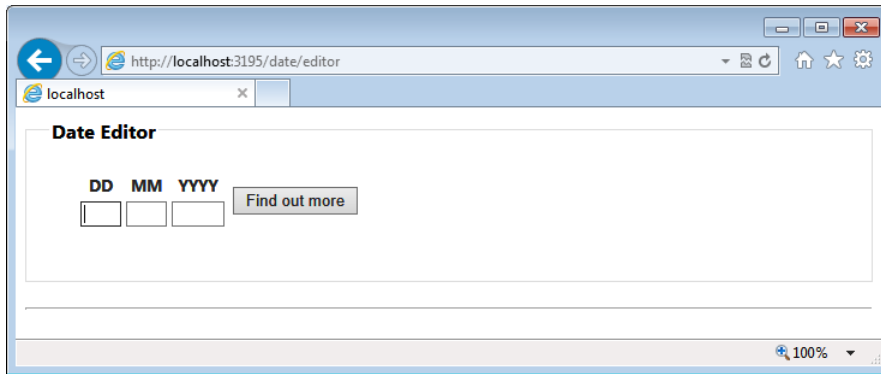 http://localhost:3195/date/editor
localhost
Date Editor
DD MM YYYY
Find out more
100%